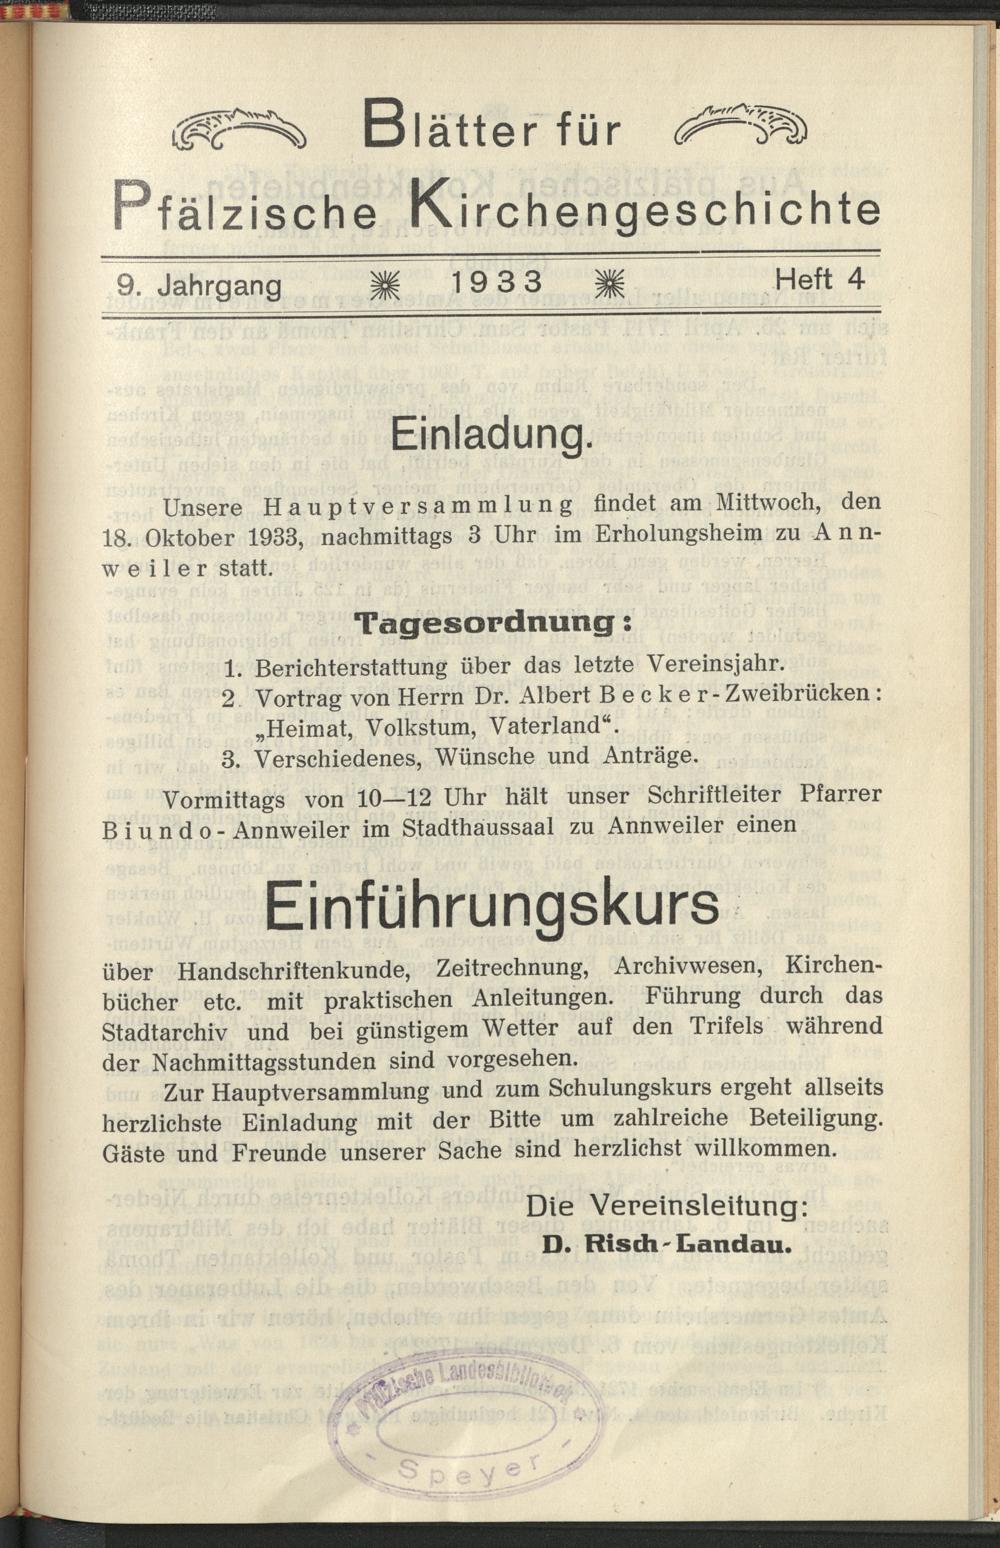 Blätter für
Pfälzische Kirchengeschichte
9. Jahrgang 1933 Heft 4
Einladung.
Unsere Hauptversammlung findet am Mittwoch, den
18. Oktober 1933, nachmittags 3 Uhr im Erholungsheim zu Ann-
weiler statt.
Tagesordnung:
1. Berichterstattung über das letzte Vereinsjahr.
2. Vortrag von Herrn Dr. Albert Becker-Zweibrücken:
„Heimat, Volkstum, Vaterland“.
3. Verschiedenes, Wünsche und Anträge.
Vormittags von 10—12 Uhr hält unser Schriftleiter Pfarrer
Biundo-Annweiler im Stadthaussaal zu Annweiler einen
Einführungskurs
über Handschriftenkunde, Zeitrechnung, Archivwesen, Kirchen-
bücher etc. mit praktischen Anleitungen. Führung durch das
Stadtarchiv und bei günstigem Wetter auf den Trifels während
der Nachmittagsstunden sind vorgesehen.
Zur Hauptversammlung und zum Schulungskurs ergeht allseits
herzlichste Einladung mit der Bitte um zahlreiche Beteiligung.
Gäste und Freunde unserer Sache sind herzlichst willkommen.
Die Vereinsleitung:
D. Risch-Landau.
Pfälzische Landesbibliothek
- Speyer -